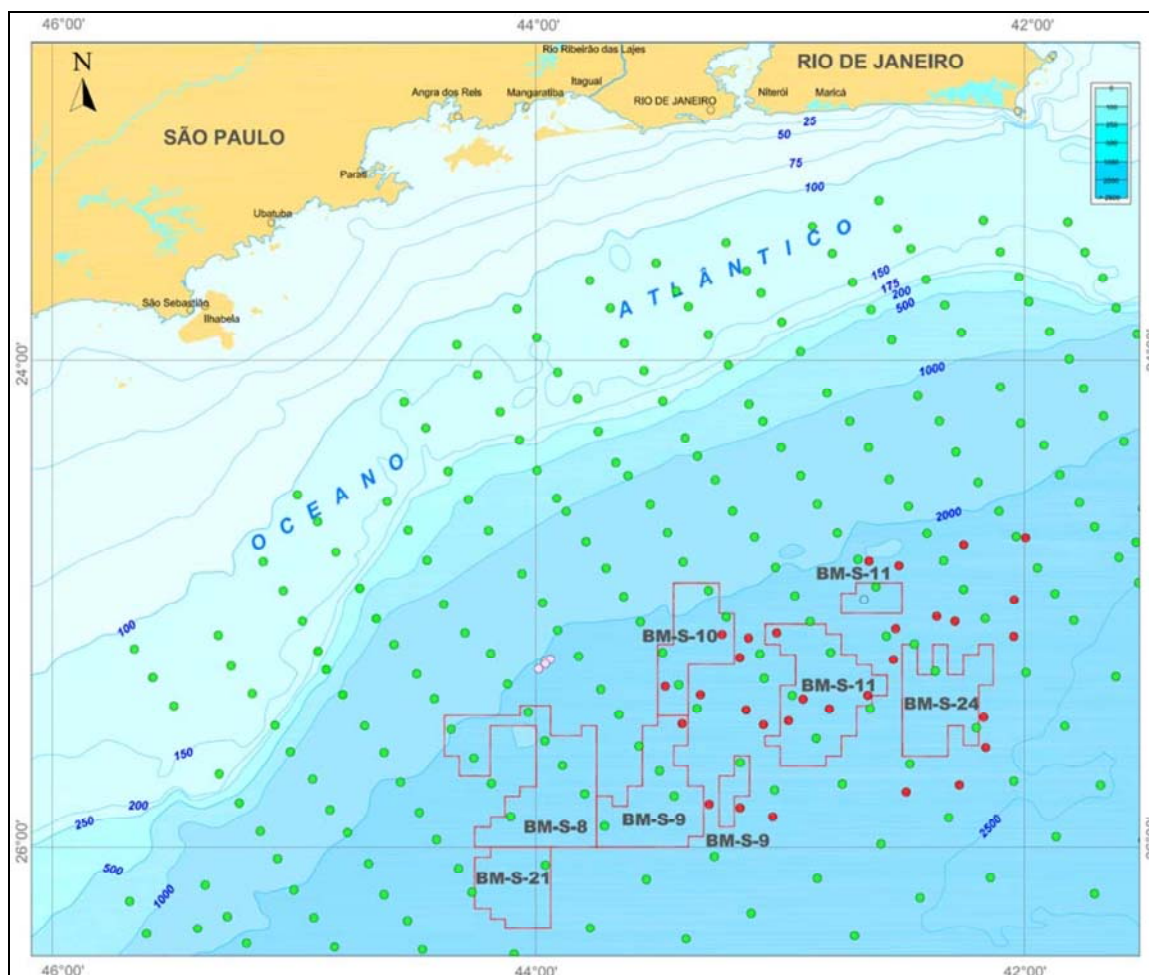 46°00'
44°00'
42°00'
N
Rio Ribeirão das Lajes
RIO DE JANEIRO
Itagual
Angra dos Reis
Mangaratiba
RIO DE JANEIRO
Niterói
Maricá
SÃO PAULO
25
50
75
100
Parati
Ubatuba
OCEANO ATLÂNTICO
150
175
200
500
São Sebastião
Ilhabela
24°00'
1000
2000
BM-S-11
100
BM-S-10
BM-S-11
BM-S-24
150
200
250
500
1000
BM-S-8
BM-S-9
BM-S-9
2500
26°00'
BM-S-21
46°00'
44°00'
42°00'